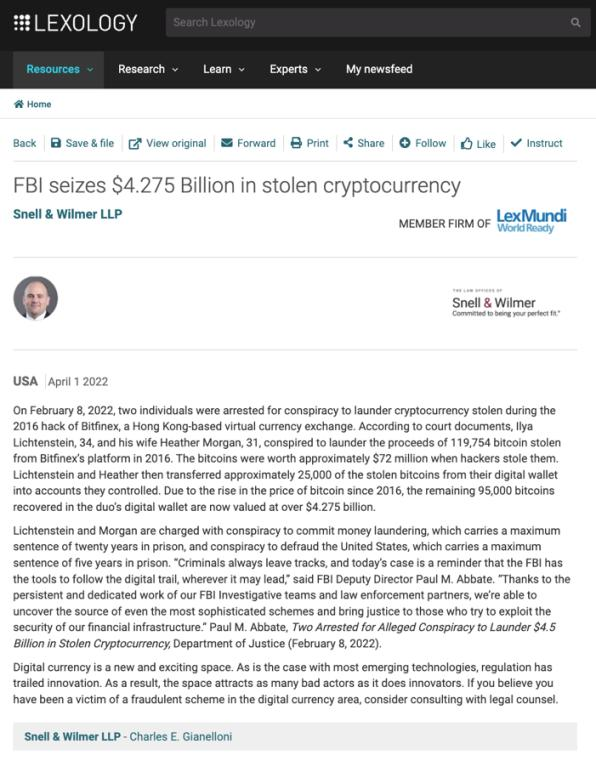 LEXOLOGY
Search Lexology
Resources Research Learn Experts My newsfeed
Home
Back Save & file View original Forward Print Share Follow Like Instruct
FBI seizes $4.275 Billion in stolen cryptocurrency
Snell & Wilmer LLP
MEMBER FIRM OF LexMundi
World Ready
THE LAW OFFICES OF
Snell & Wilmer
Committed to being your perfect fit.®
USA April 1 2022
On February 8, 2022, two individuals were arrested for conspiracy to launder cryptocurrency stolen during the
2016 hack of Bitfinex, a Hong Kong-based virtual currency exchange. According to court documents, Ilya
Lichtenstein, 34, and his wife Heather Morgan, 31, conspired to launder the proceeds of 119,754 bitcoin stolen
from Bitfinex's platform in 2016. The bitcoins were worth approximately $72 million when hackers stole them.
Lichtenstein and Heather then transferred approximately 25,000 of the stolen bitcoins from their digital wallet
into accounts they controlled. Due to the rise in the price of bitcoin since 2016, the remaining 95,000 bitcoins
recovered in the duo's digital wallet are now valued at over $4.275 billion.
Lichtenstein and Morgan are charged with conspiracy to commit money laundering, which carries a maximum
sentence of twenty years in prison, and conspiracy to defraud the United States, which carries a maximum
sentence of five years in prison. "Criminals always leave tracks, and today's case is a reminder that the FBI has
the tools to follow the digital trail, wherever it may lead," said FBI Deputy Director Paul M. Abbate. "Thanks to the
persistent and dedicated work of our FBI Investigative teams and law enforcement partners, we're able to
uncover the source of even the most sophisticated schemes and bring justice to those who try to exploit the
security of our financial infrastructure." Paul M. Abbate, Two Arrested for Alleged Conspiracy to Launder $4.5
Billion in Stolen Cryptocurrency, Department of Justice (February 8, 2022).
Digital currency is a new and exciting space. As is the case with most emerging technologies, regulation has
trailed innovation. As a result, the space attracts as many bad actors as it does innovators. If you believe you
have been a victim of a fraudulent scheme in the digital currency area, consider consulting with legal counsel.
Snell & Wilmer LLP - Charles E. Gianelloni